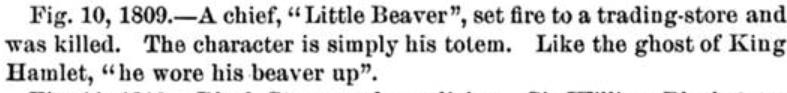 Fig. 10, 1809.—A chief, “Little Beaver”, set fire to a trading-store and
was killed. The character is simply his totem. Like the ghost of King
Hamlet, “he wore his beaver up”.